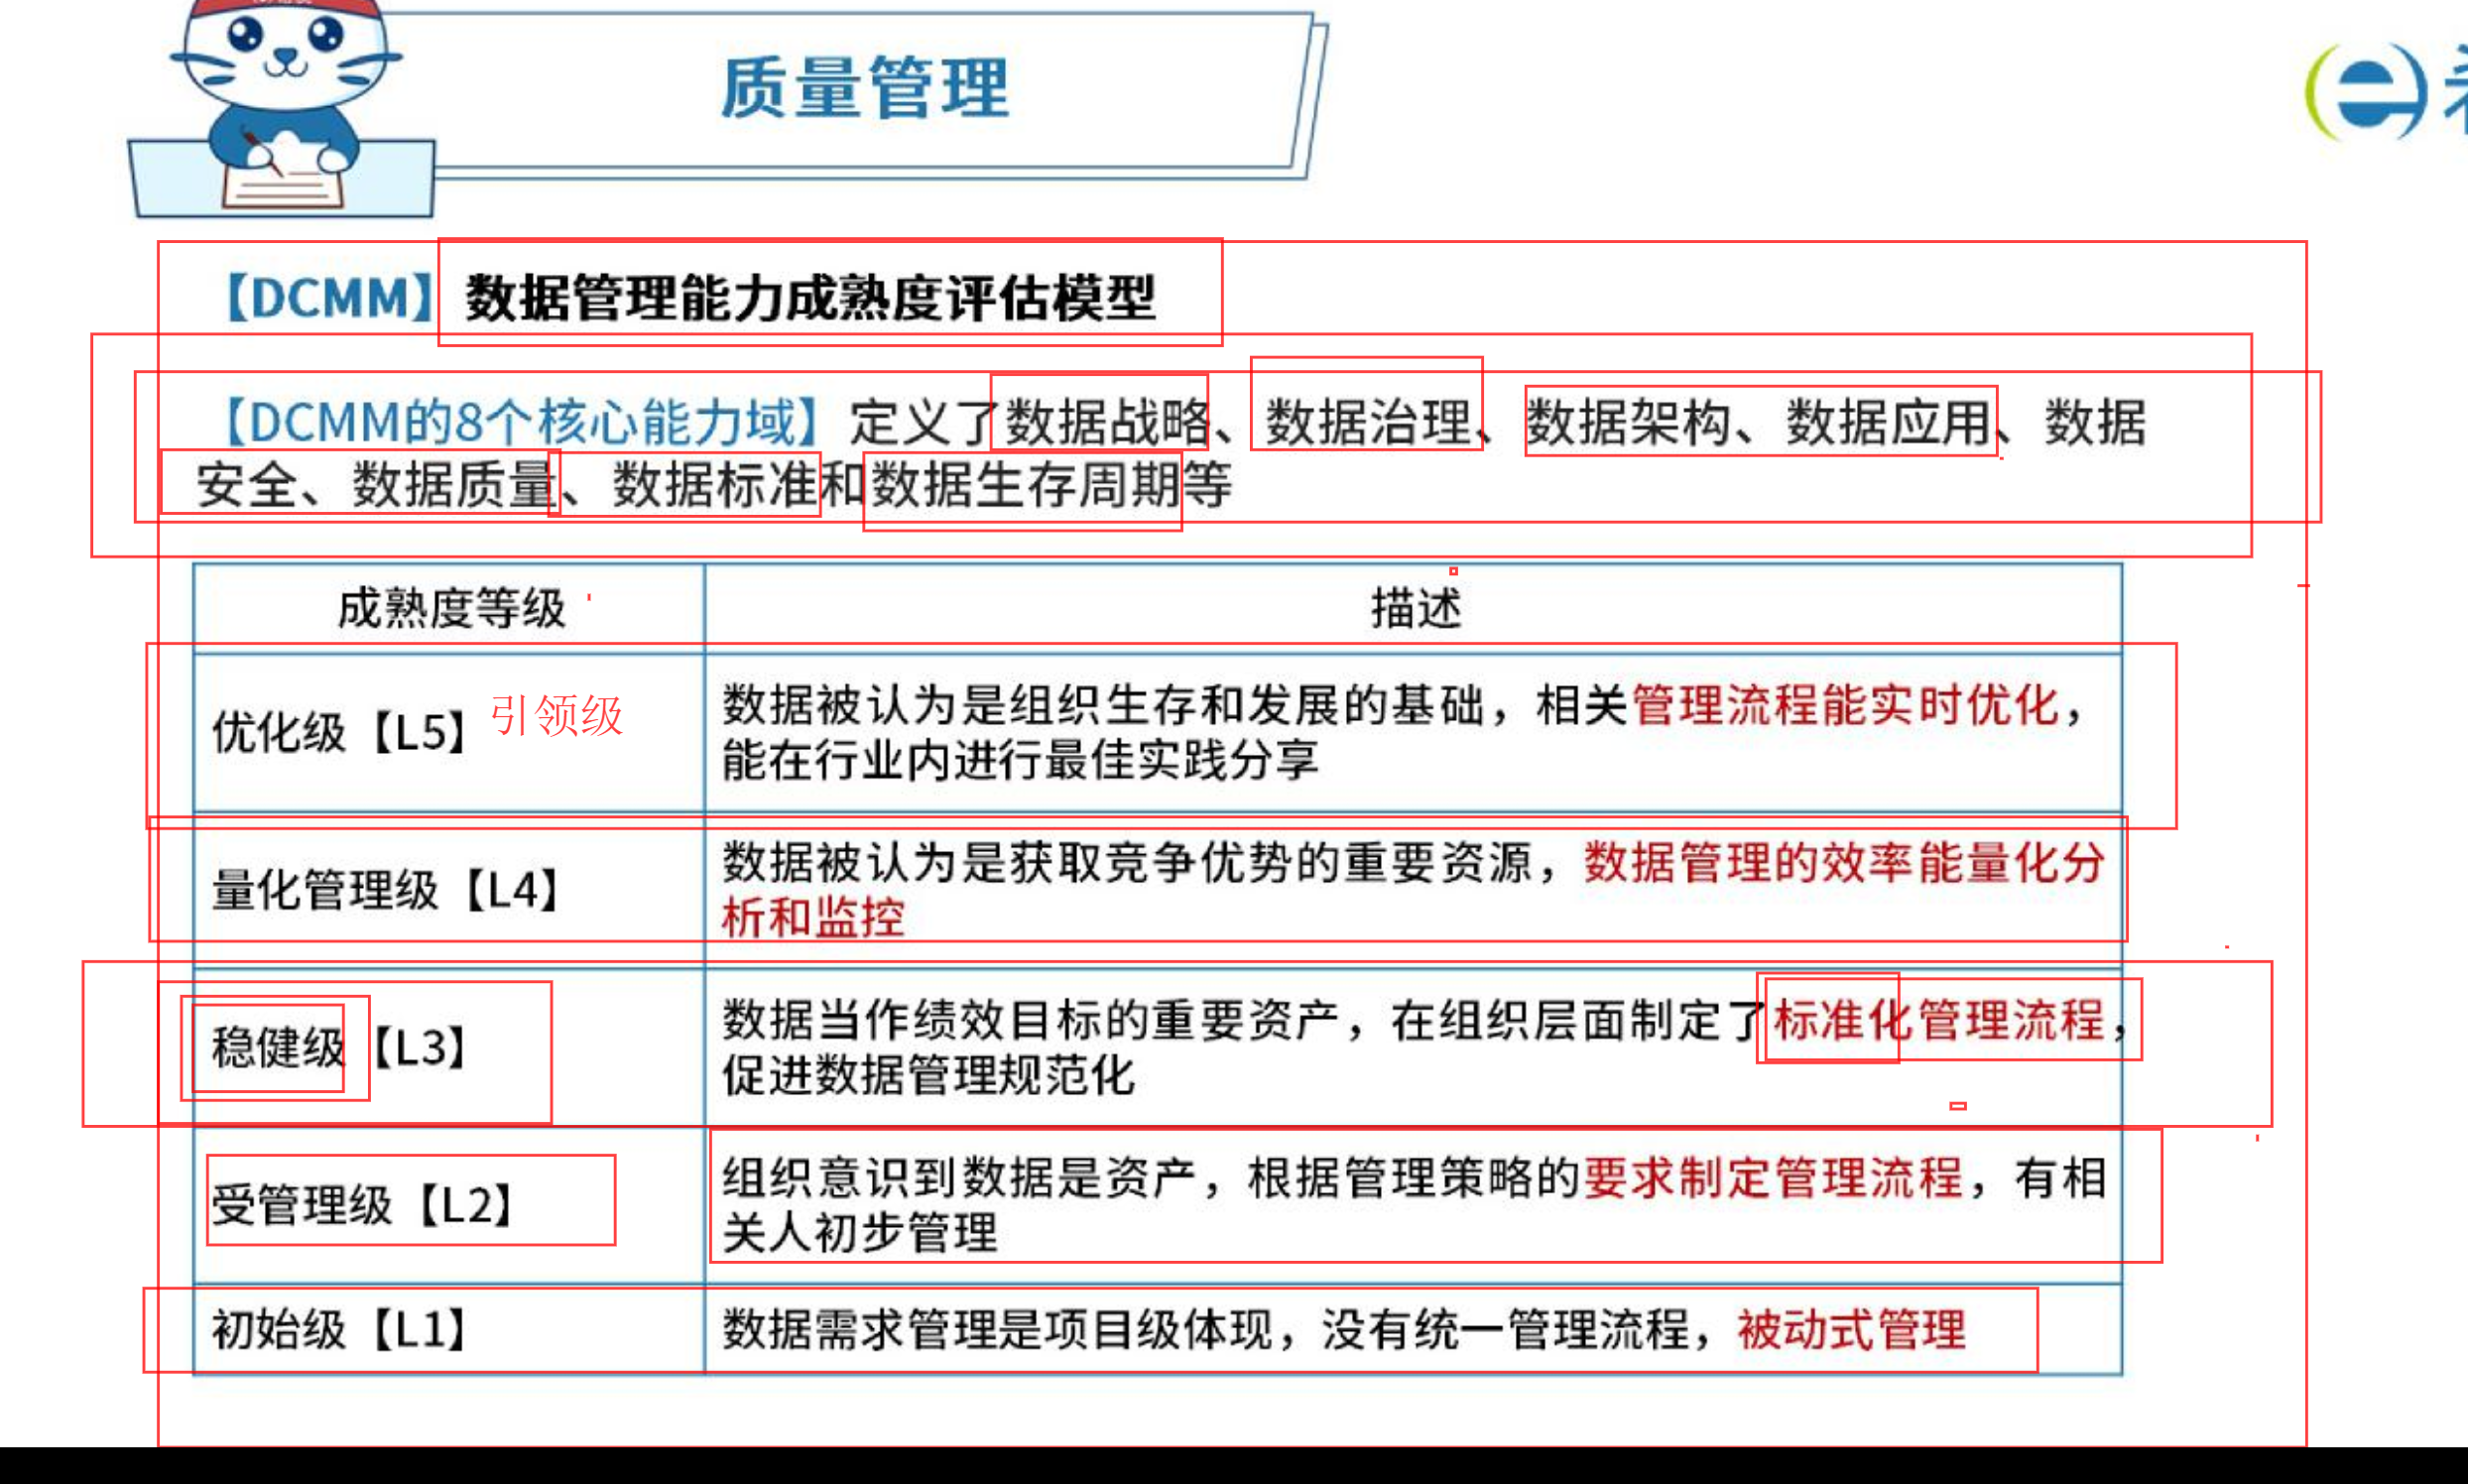 质量管理
【DCMM】数据管理能力成熟度评估模型
【DCMM的8个核心能力域】定义了数据战略、数据治理、数据架构、数据应用、数据
安全、数据质量、数据标准和数据生存周期等
成熟度等级 描述
优化级【L5】 引领级 数据被认为是组织生存和发展的基础，相关管理流程能实时优化，
能在行业内进行最佳实践分享
量化管理级【L4】 数据被认为是获取竞争优势的重要资源，数据管理的效率能量化分
析和监控
稳健级【L3】 数据当作绩效目标的重要资产，在组织层面制定了标准化管理流程，
促进数据管理规范化
受管理级【L2】 组织意识到数据是资产，根据管理策略的要求制定管理流程，有相
关人初步管理
初始级【L1】 数据需求管理是项目级体现，没有统一管理流程，被动式管理